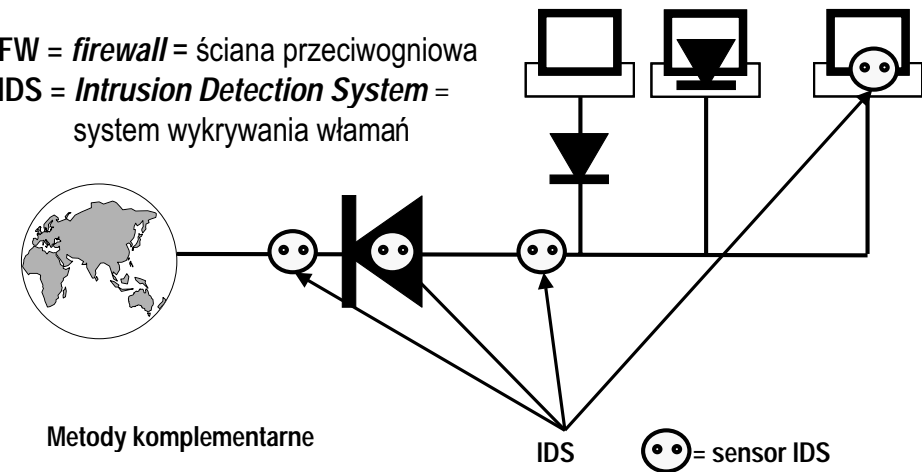 FW = firewall = ściana przeciwogniowa
IDS = Intrusion Detection System =
system wykrywania włamań
Metody komplementarne
IDS
= sensor IDS